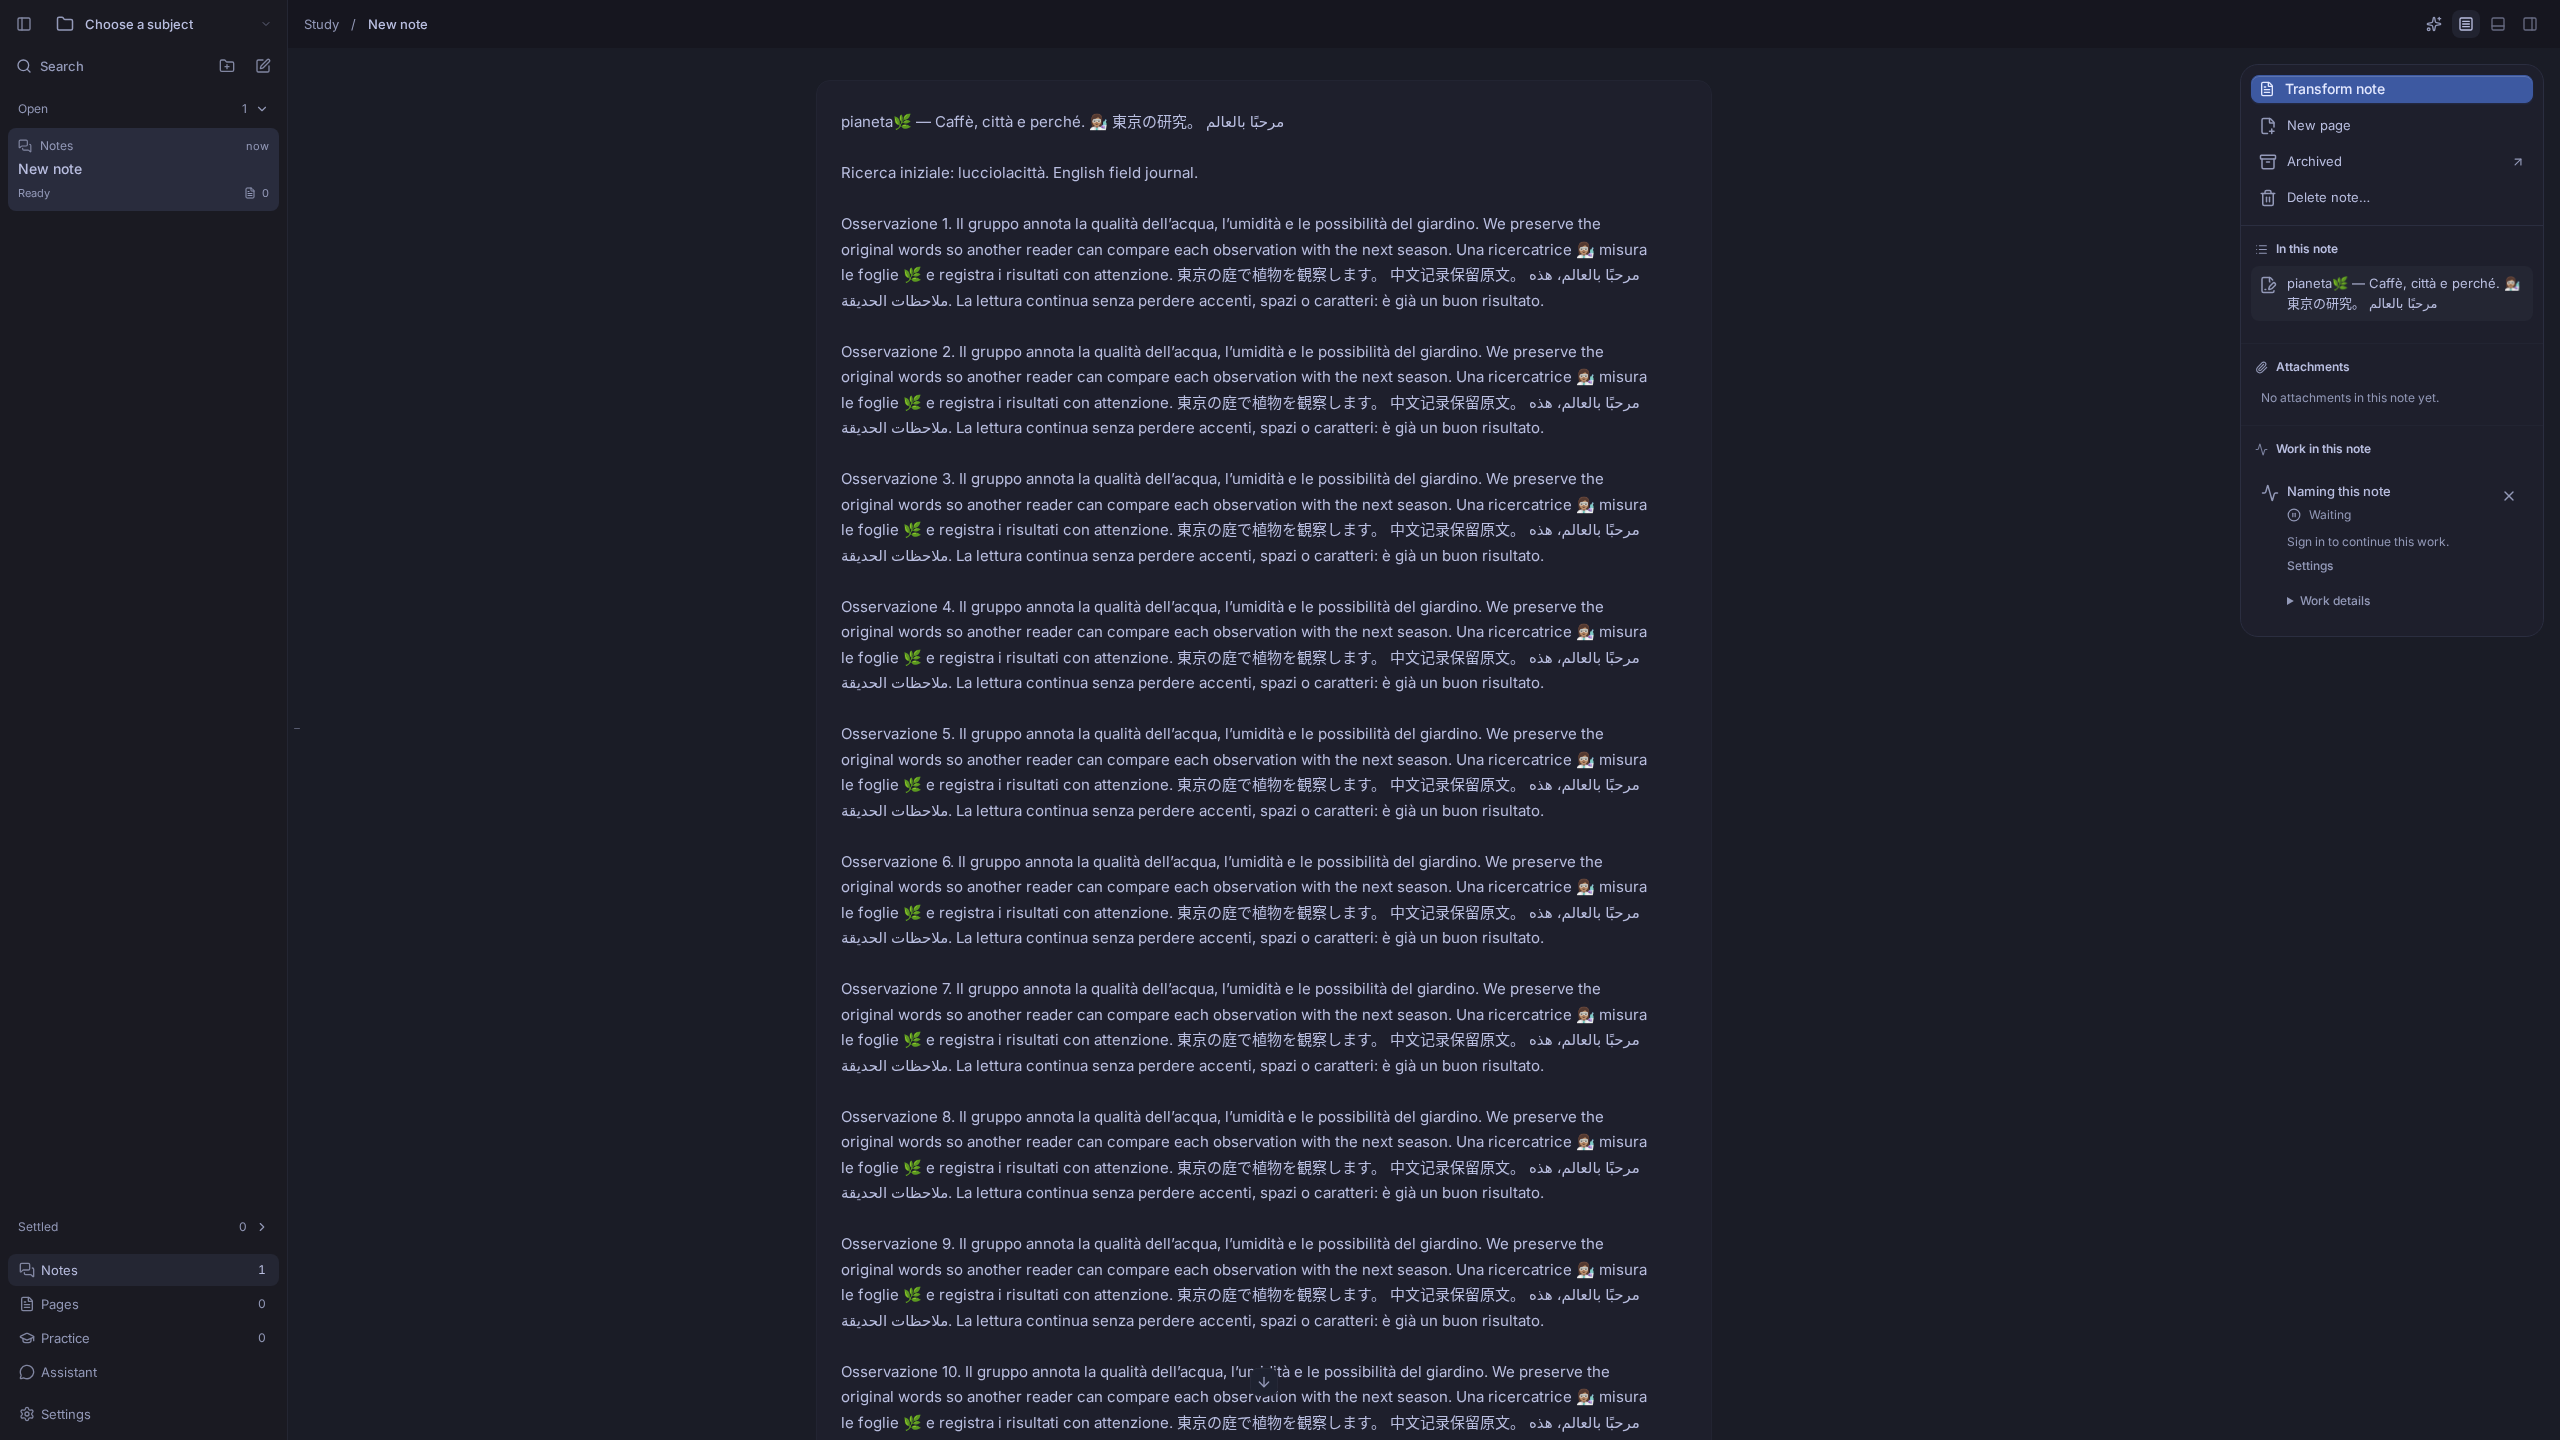 Choose a subject
Search
Open 1
Notes now
New note
Ready 0
Settled 0
Notes 1
Pages 0
Practice 0
Assistant
Settings
Study / New note
pianeta🌿 — Caffè, città e perché. 👩🏽‍🔬 東京の研究。 مرحبًا بالعالم
Ricerca iniziale: lucciolacittà. English field journal.
Osservazione 1. Il gruppo annota la qualità dell’acqua, l’umidità e le possibilità del giardino. We preserve the
original words so another reader can compare each observation with the next season. Una ricercatrice 👩🏽‍🔬 misura
le foglie 🌿 e registra i risultati con attenzione. 東京の庭で植物を観察します。 中文记录保留原文。 مرحبًا بالعالم، هذه
ملاحظات الحديقة. La lettura continua senza perdere accenti, spazi o caratteri: è già un buon risultato.
Osservazione 2. Il gruppo annota la qualità dell’acqua, l’umidità e le possibilità del giardino. We preserve the
original words so another reader can compare each observation with the next season. Una ricercatrice 👩🏽‍🔬 misura
le foglie 🌿 e registra i risultati con attenzione. 東京の庭で植物を観察します。 中文记录保留原文。 مرحبًا بالعالم، هذه
ملاحظات الحديقة. La lettura continua senza perdere accenti, spazi o caratteri: è già un buon risultato.
Osservazione 3. Il gruppo annota la qualità dell’acqua, l’umidità e le possibilità del giardino. We preserve the
original words so another reader can compare each observation with the next season. Una ricercatrice 👩🏽‍🔬 misura
le foglie 🌿 e registra i risultati con attenzione. 東京の庭で植物を観察します。 中文记录保留原文。 مرحبًا بالعالم، هذه
ملاحظات الحديقة. La lettura continua senza perdere accenti, spazi o caratteri: è già un buon risultato.
Osservazione 4. Il gruppo annota la qualità dell’acqua, l’umidità e le possibilità del giardino. We preserve the
original words so another reader can compare each observation with the next season. Una ricercatrice 👩🏽‍🔬 misura
le foglie 🌿 e registra i risultati con attenzione. 東京の庭で植物を観察します。 中文记录保留原文。 مرحبًا بالعالم، هذه
ملاحظات الحديقة. La lettura continua senza perdere accenti, spazi o caratteri: è già un buon risultato.
Osservazione 5. Il gruppo annota la qualità dell’acqua, l’umidità e le possibilità del giardino. We preserve the
original words so another reader can compare each observation with the next season. Una ricercatrice 👩🏽‍🔬 misura
le foglie 🌿 e registra i risultati con attenzione. 東京の庭で植物を観察します。 中文记录保留原文。 مرحبًا بالعالم، هذه
ملاحظات الحديقة. La lettura continua senza perdere accenti, spazi o caratteri: è già un buon risultato.
Osservazione 6. Il gruppo annota la qualità dell’acqua, l’umidità e le possibilità del giardino. We preserve the
original words so another reader can compare each observation with the next season. Una ricercatrice 👩🏽‍🔬 misura
le foglie 🌿 e registra i risultati con attenzione. 東京の庭で植物を観察します。 中文记录保留原文。 مرحبًا بالعالم، هذه
ملاحظات الحديقة. La lettura continua senza perdere accenti, spazi o caratteri: è già un buon risultato.
Osservazione 7. Il gruppo annota la qualità dell’acqua, l’umidità e le possibilità del giardino. We preserve the
original words so another reader can compare each observation with the next season. Una ricercatrice 👩🏽‍🔬 misura
le foglie 🌿 e registra i risultati con attenzione. 東京の庭で植物を観察します。 中文记录保留原文。 مرحبًا بالعالم، هذه
ملاحظات الحديقة. La lettura continua senza perdere accenti, spazi o caratteri: è già un buon risultato.
Osservazione 8. Il gruppo annota la qualità dell’acqua, l’umidità e le possibilità del giardino. We preserve the
original words so another reader can compare each observation with the next season. Una ricercatrice 👩🏽‍🔬 misura
le foglie 🌿 e registra i risultati con attenzione. 東京の庭で植物を観察します。 中文记录保留原文。 مرحبًا بالعالم، هذه
ملاحظات الحديقة. La lettura continua senza perdere accenti, spazi o caratteri: è già un buon risultato.
Osservazione 9. Il gruppo annota la qualità dell’acqua, l’umidità e le possibilità del giardino. We preserve the
original words so another reader can compare each observation with the next season. Una ricercatrice 👩🏽‍🔬 misura
le foglie 🌿 e registra i risultati con attenzione. 東京の庭で植物を観察します。 中文记录保留原文。 مرحبًا بالعالم، هذه
ملاحظات الحديقة. La lettura continua senza perdere accenti, spazi o caratteri: è già un buon risultato.
Osservazione 10. Il gruppo annota la qualità dell’acqua, l’umidità e le possibilità del giardino. We preserve the
original words so another reader can compare each observation with the next season. Una ricercatrice 👩🏽‍🔬 misura
le foglie 🌿 e registra i risultati con attenzione. 東京の庭で植物を観察します。 中文记录保留原文。 مرحبًا بالعالم، هذه
Transform note
New page
Archived
Delete note…
In this note
pianeta🌿 — Caffè, città e perché. 👩🏽‍🔬
東京の研究。 مرحبًا بالعالم
Attachments
No attachments in this note yet.
Work in this note
Naming this note
Waiting
Sign in to continue this work.
Settings
Work details